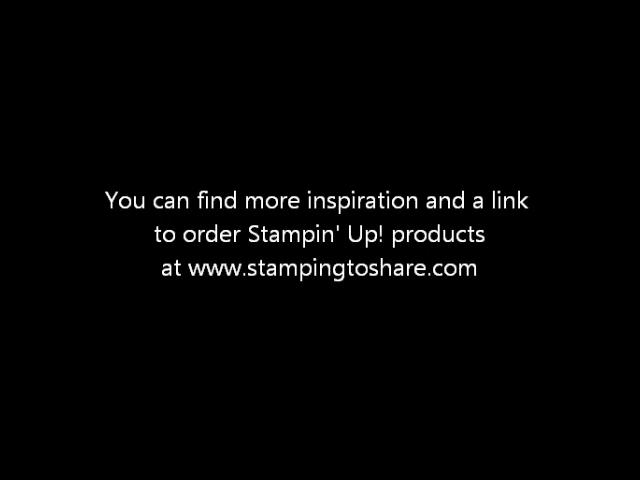 You can find more inspiration and a link
to order Stampin' Up! products
at www.stampingtoshare.com